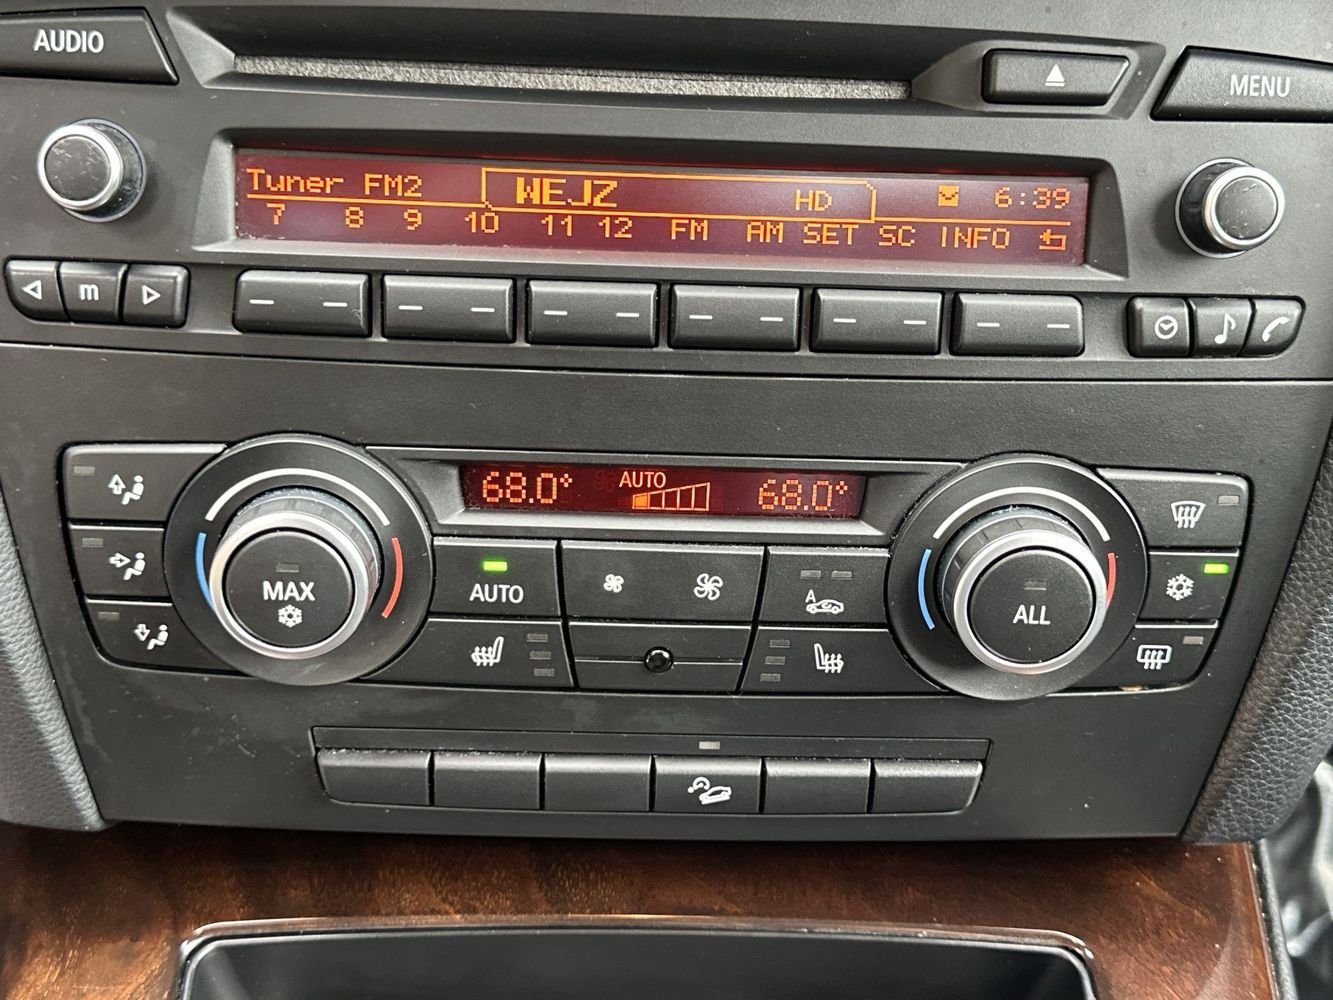 AUDIO
MENU
Tuner FM2 WEJZ HD 6:39
7 8 9 10 11 12 FM AM SET SC INFO
m
68.0° AUTO 68.0°
MAX
AUTO
A
ALL